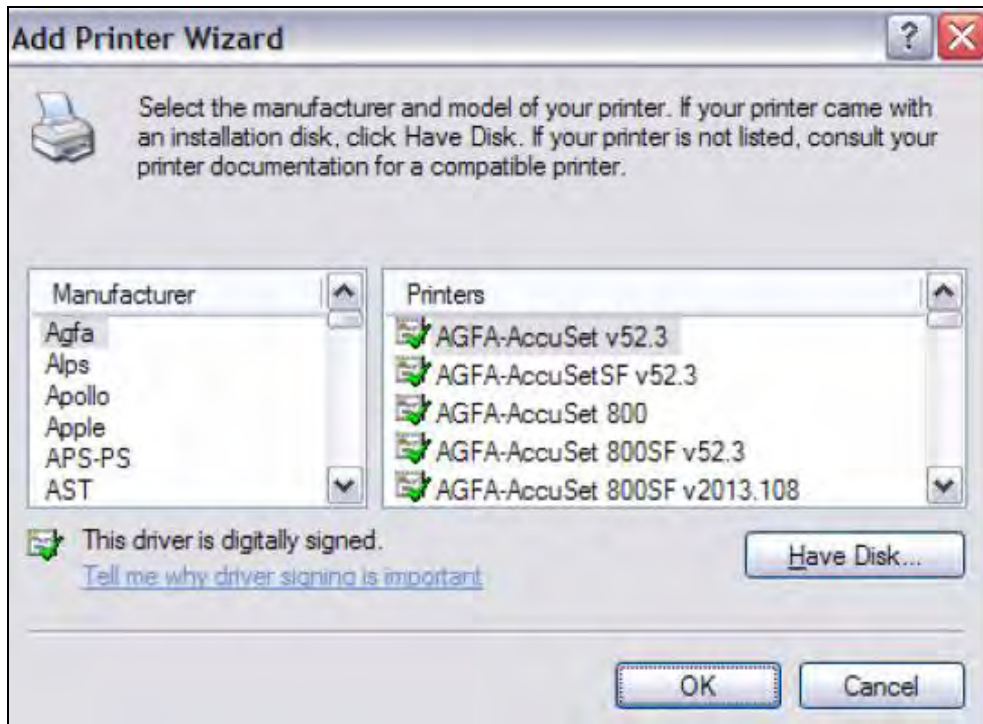 Add Printer Wizard
Select the manufacturer and model of your printer. If your printer came with
an installation disk, click Have Disk. If your printer is not listed, consult your
printer documentation for a compatible printer.
Manufacturer
Agfa
Alps
Apollo
Apple
APS-PS
AST
Printers
AGFA-AccuSet v52.3
AGFA-AccuSetSF v52.3
AGFA-AccuSet 800
AGFA-AccuSet 800SF v52.3
AGFA-AccuSet 800SF v2013.108
This driver is digitally signed.
Tell me why driver signing is important
Have Disk...
OK
Cancel